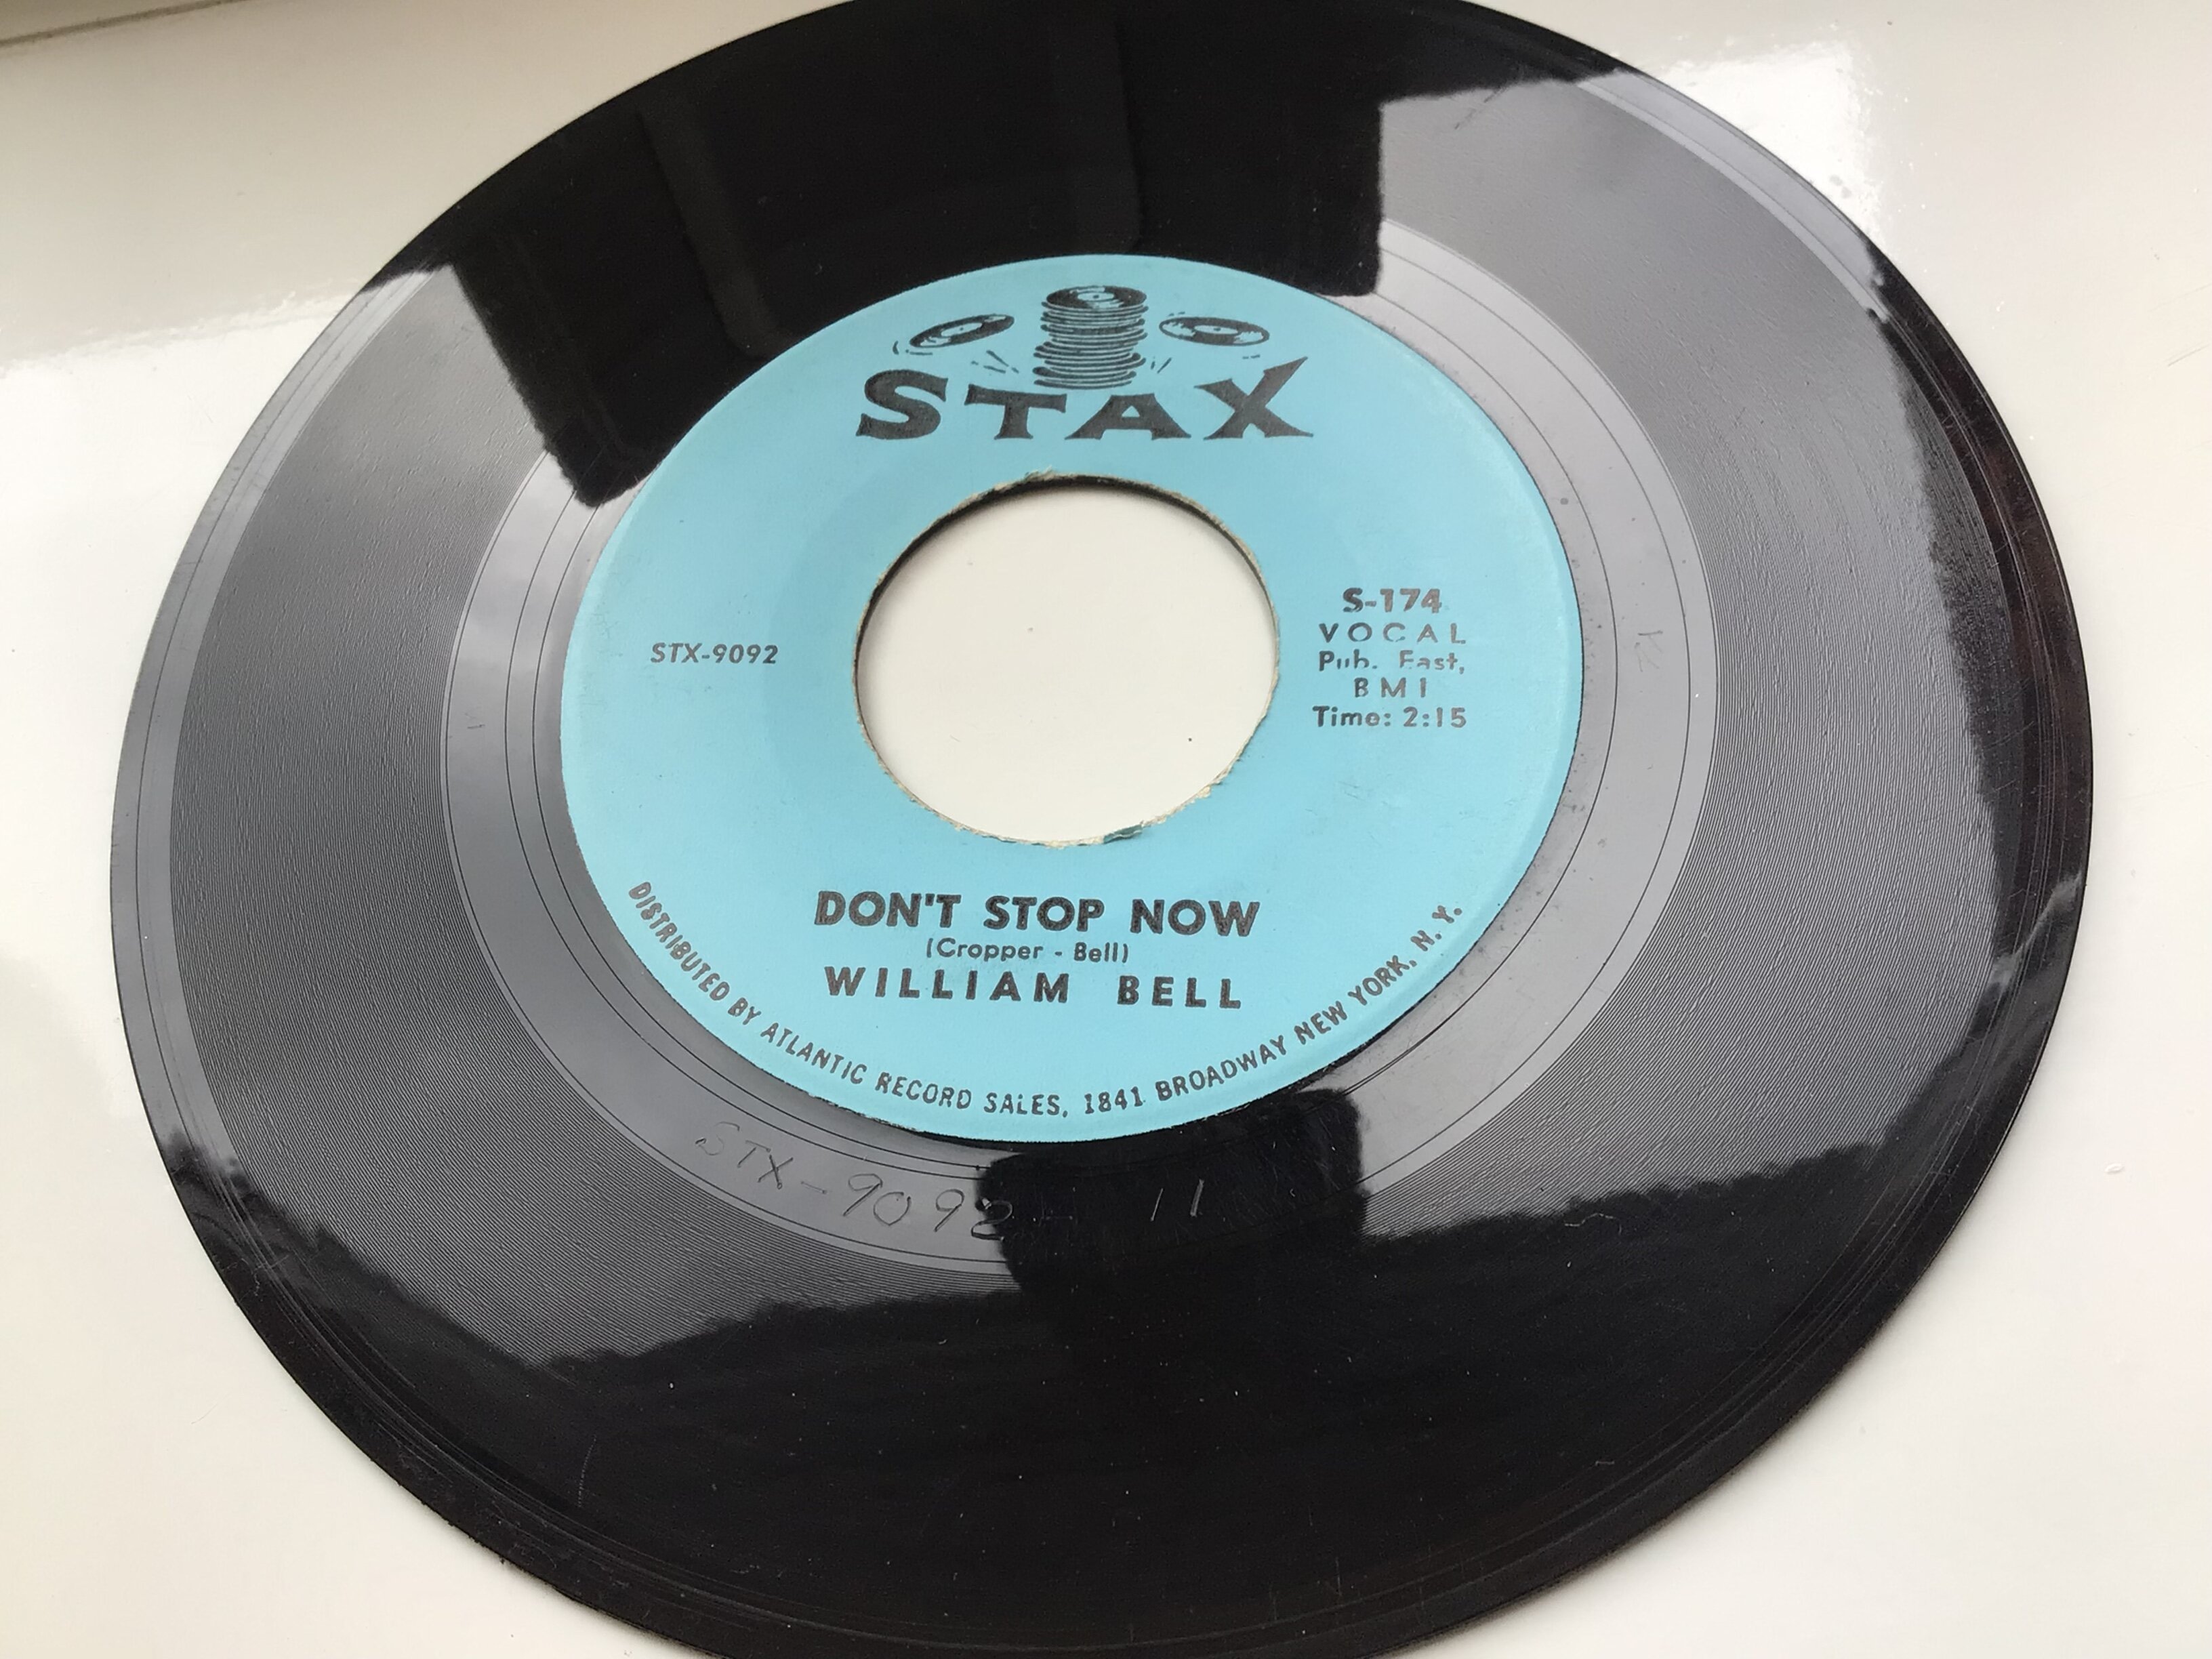 STAX
STX-9092
S-174
VOCAL
Pub. East,
BMI
Time: 2:15
DON'T STOP NOW
(Cropper - Bell)
WILLIAM BELL
DISTRIBUTED BY ATLANTIC RECORD SALES, 1841 BROADWAY NEW YORK, N. Y.
STX-9092